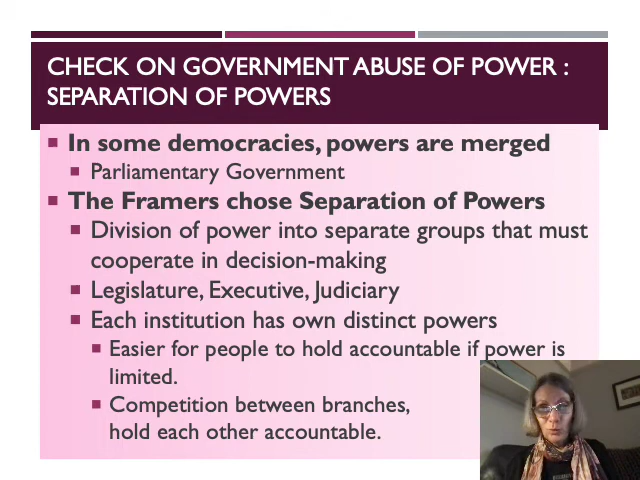 CHECK ON GOVERNMENT ABUSE OF POWER :
SEPARATION OF POWERS
In some democracies, powers are merged
Parliamentary Government
The Framers chose Separation of Powers
Division of power into separate groups that must
cooperate in decision-making
Legislature, Executive, Judiciary
Each institution has own distinct powers
Easier for people to hold accountable if power is
limited.
Competition between branches,
hold each other accountable.